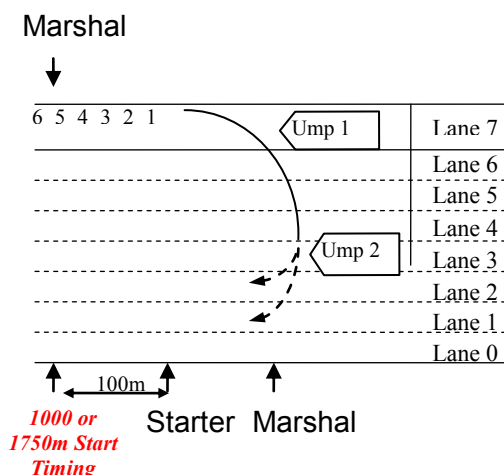 Marshal
6 5 4 3 2 1
Ump 1
Lane 7
Lane 6
Lane 5
Lane 4
Ump 2
Lane 3
Lane 2
Lane 1
Lane 0
100m
1000 or
1750m Start
Timing
Starter
Marshal